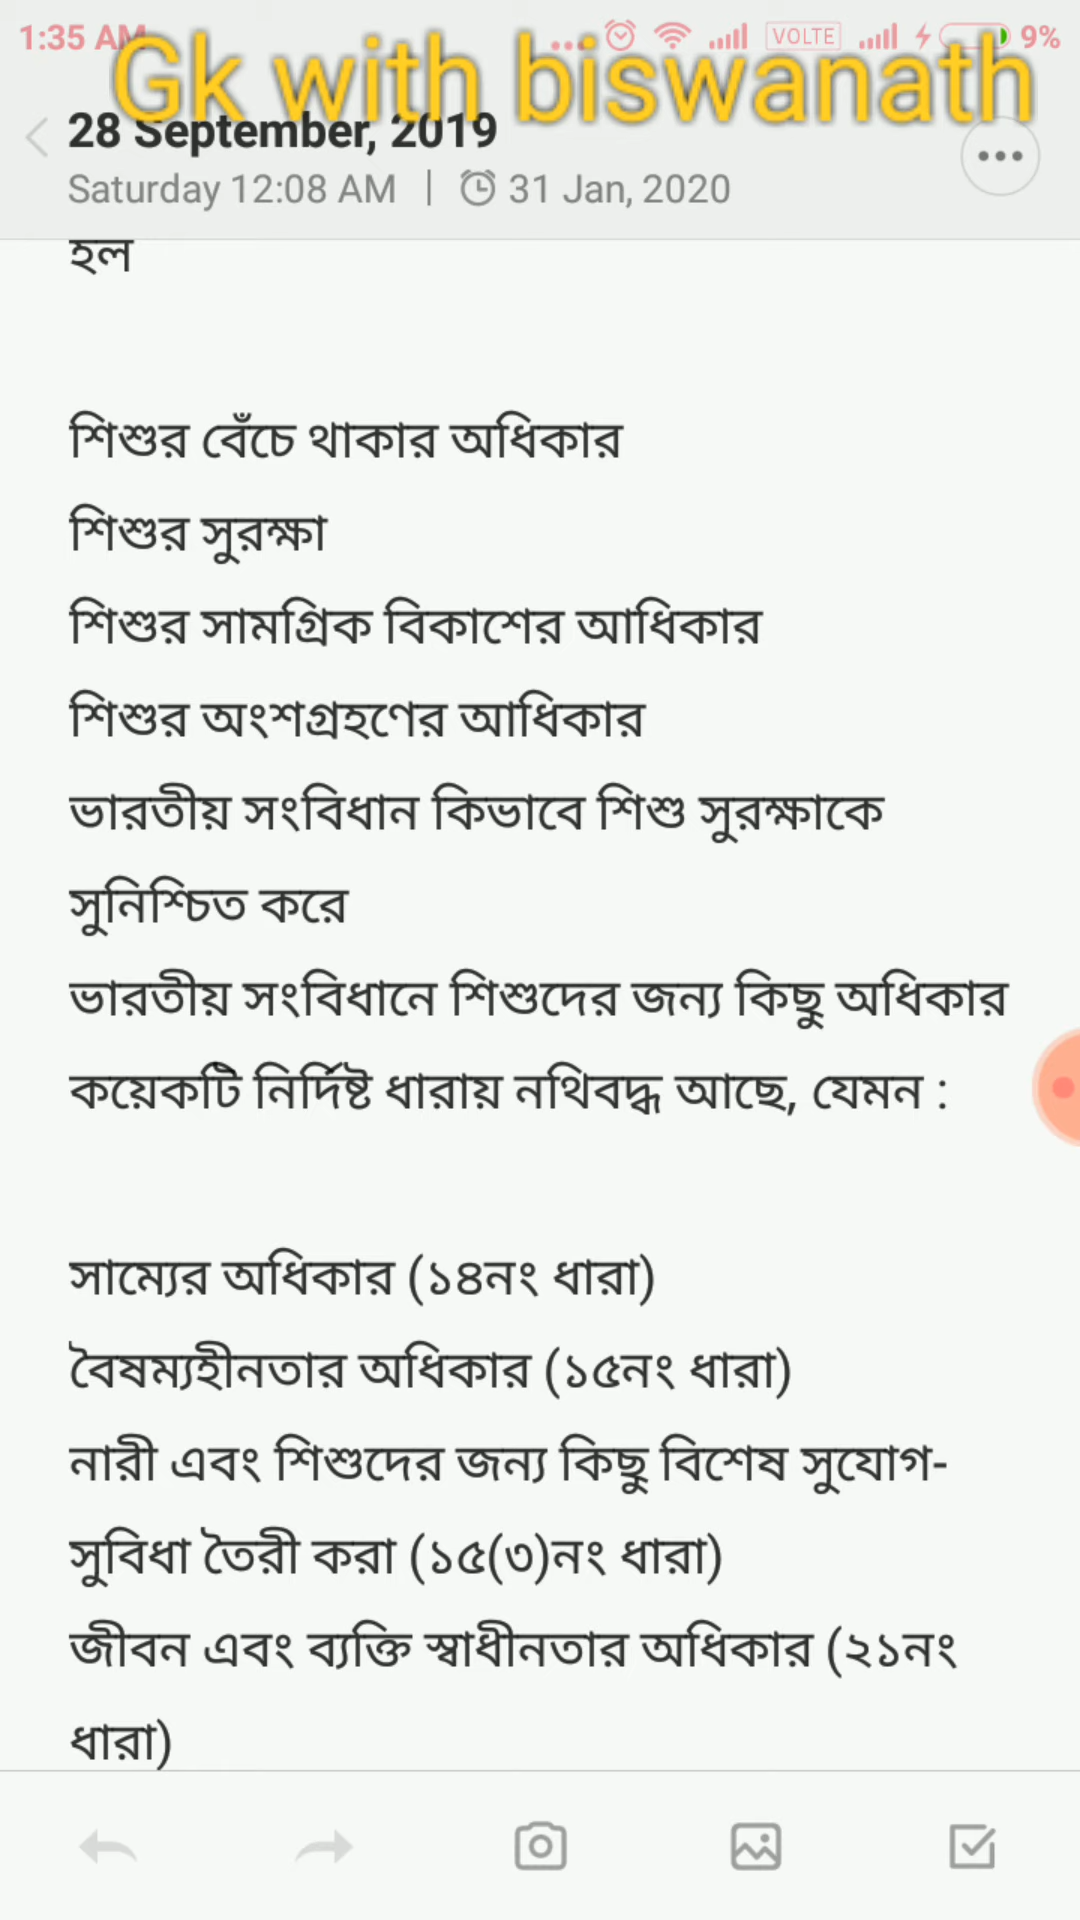 1:35 AM
VOLTE
9%
Gk with biswanath
28 September, 2019
Saturday 12:08 AM | 31 Jan, 2020
হল
শিশুর বেঁচে থাকার অধিকার
শিশুর সুরক্ষা
শিশুর সামগ্রিক বিকাশের আধিকার
শিশুর অংশগ্রহণের আধিকার
ভারতীয় সংবিধান কিভাবে শিশু সুরক্ষাকে
সুনিশ্চিত করে
ভারতীয় সংবিধানে শিশুদের জন্য কিছু অধিকার
কয়েকটি নির্দিষ্ট ধারায় নথিবদ্ধ আছে, যেমন :
সাম্যের অধিকার (১৪নং ধারা)
বৈষম্যহীনতার অধিকার (১৫নং ধারা)
নারী এবং শিশুদের জন্য কিছু বিশেষ সুযোগ-
সুবিধা তৈরী করা (১৫(৩)নং ধারা)
জীবন এবং ব্যক্তি স্বাধীনতার অধিকার (২১নং
ধারা)